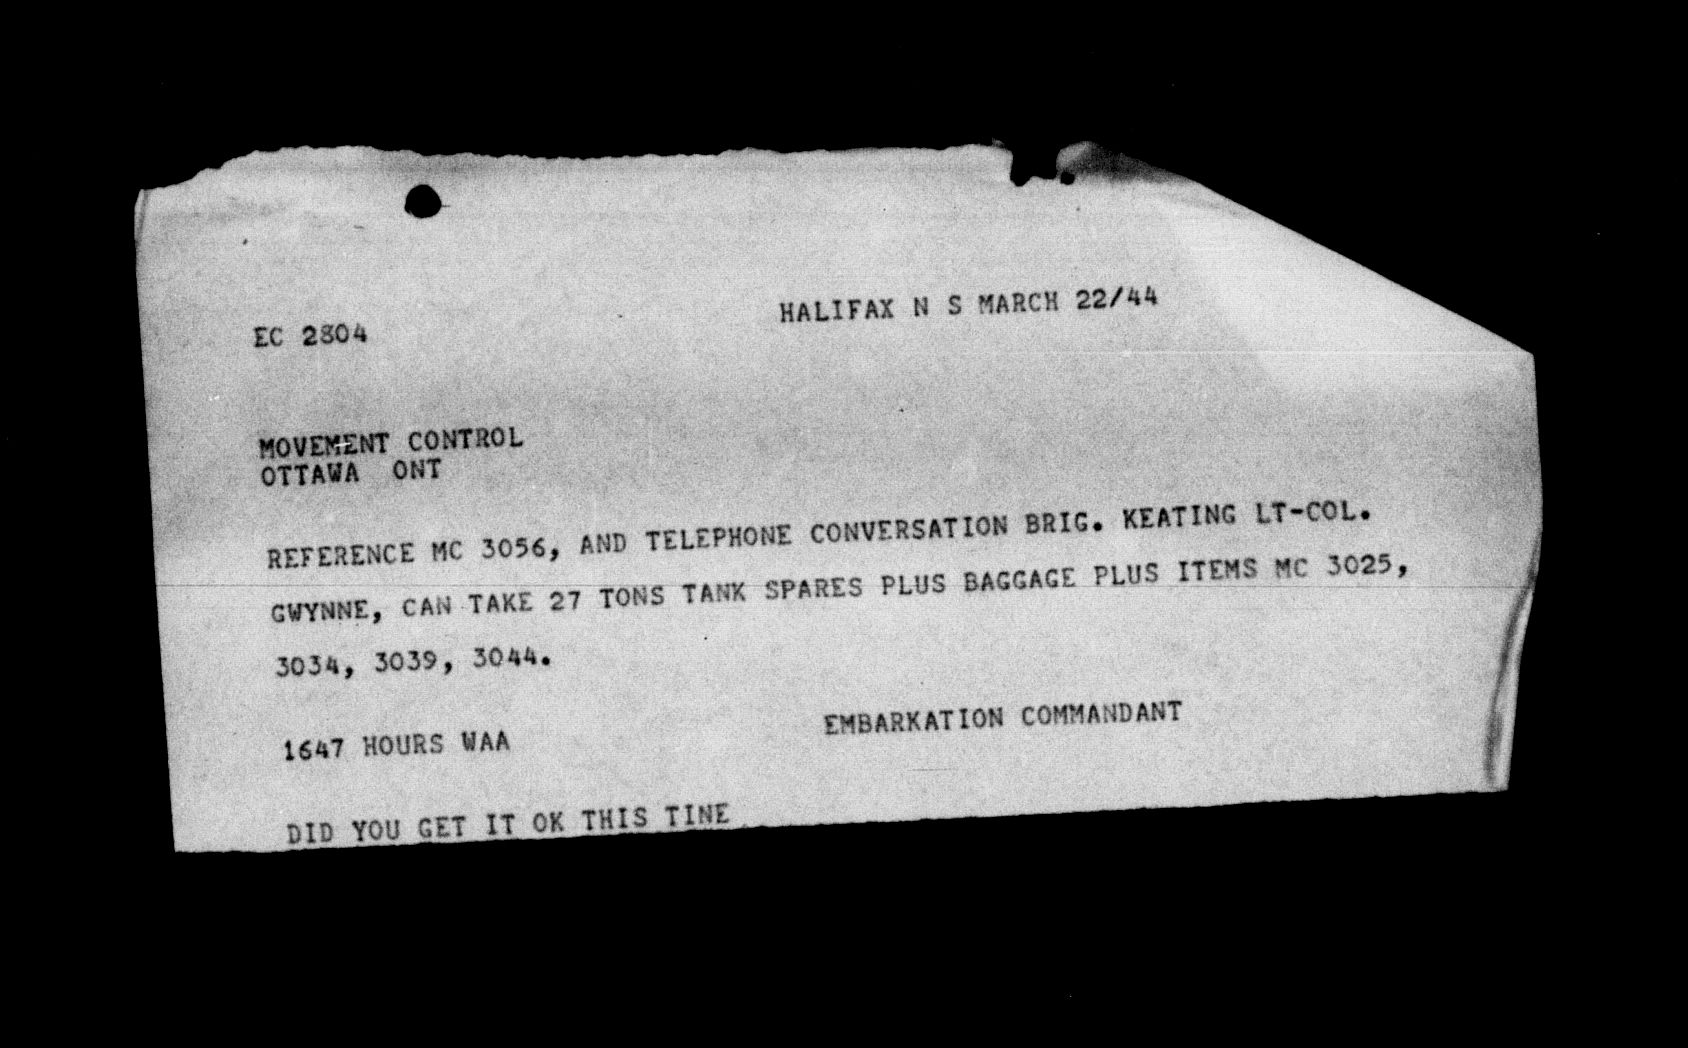 HALIFAX N S MARCH 22/44
EC 2804
MOVEMENT CONTROL
OTTAWA ONT
REFERENCE MC 3056, AND TELEPHONE CONVERSATION BRIG. KEATING LT-COL.
GWYNNE, CAN TAKE 27 TONS TANK SPARES PLUS BAGGAGE PLUS ITEMS MC 3025,
3034, 3039, 3044.
EMBARKATION COMMANDANT
1647 HOURS WAA
DID YOU GET IT OK THIS TINE